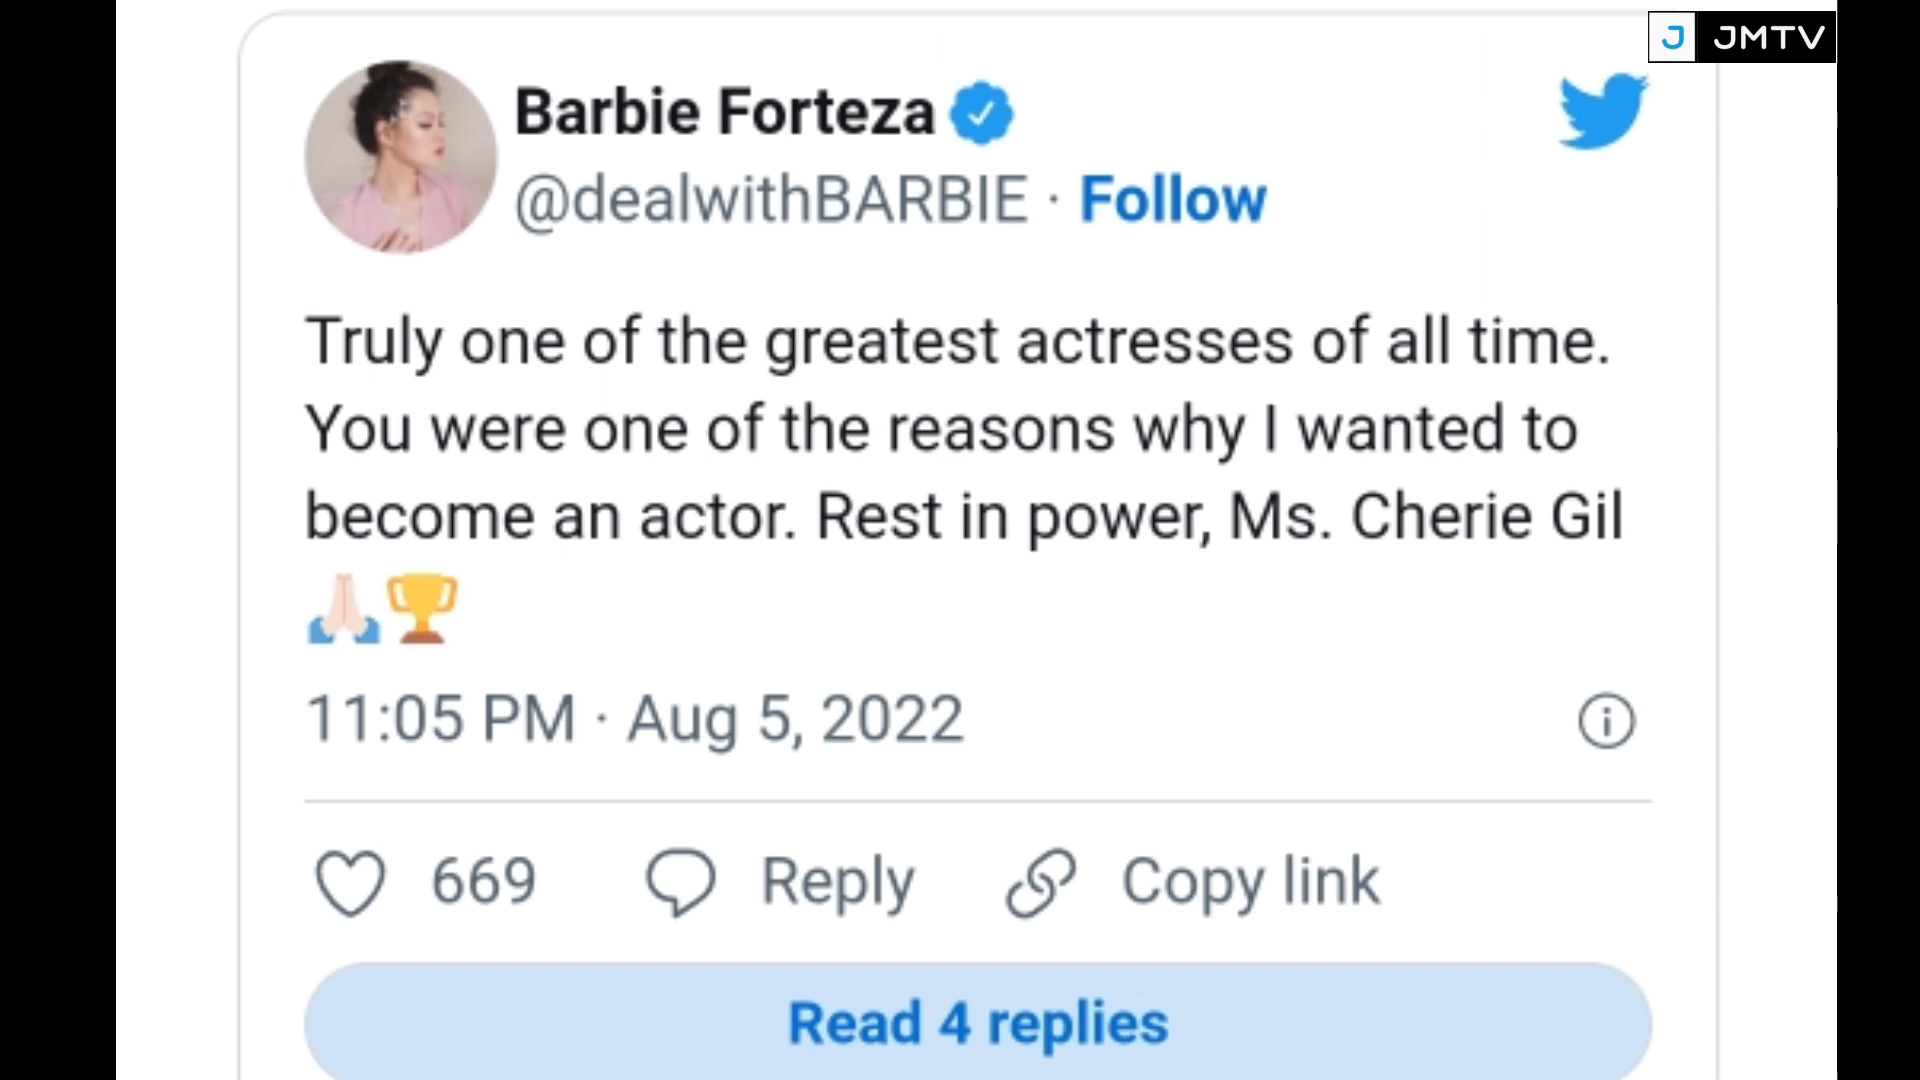 J JMTV
Barbie Forteza
@dealwithBARBIE · Follow
Truly one of the greatest actresses of all time.
You were one of the reasons why I wanted to
become an actor. Rest in power, Ms. Cherie Gil
🙏🏻🏆
11:05 PM · Aug 5, 2022
669 Reply Copy link
Read 4 replies